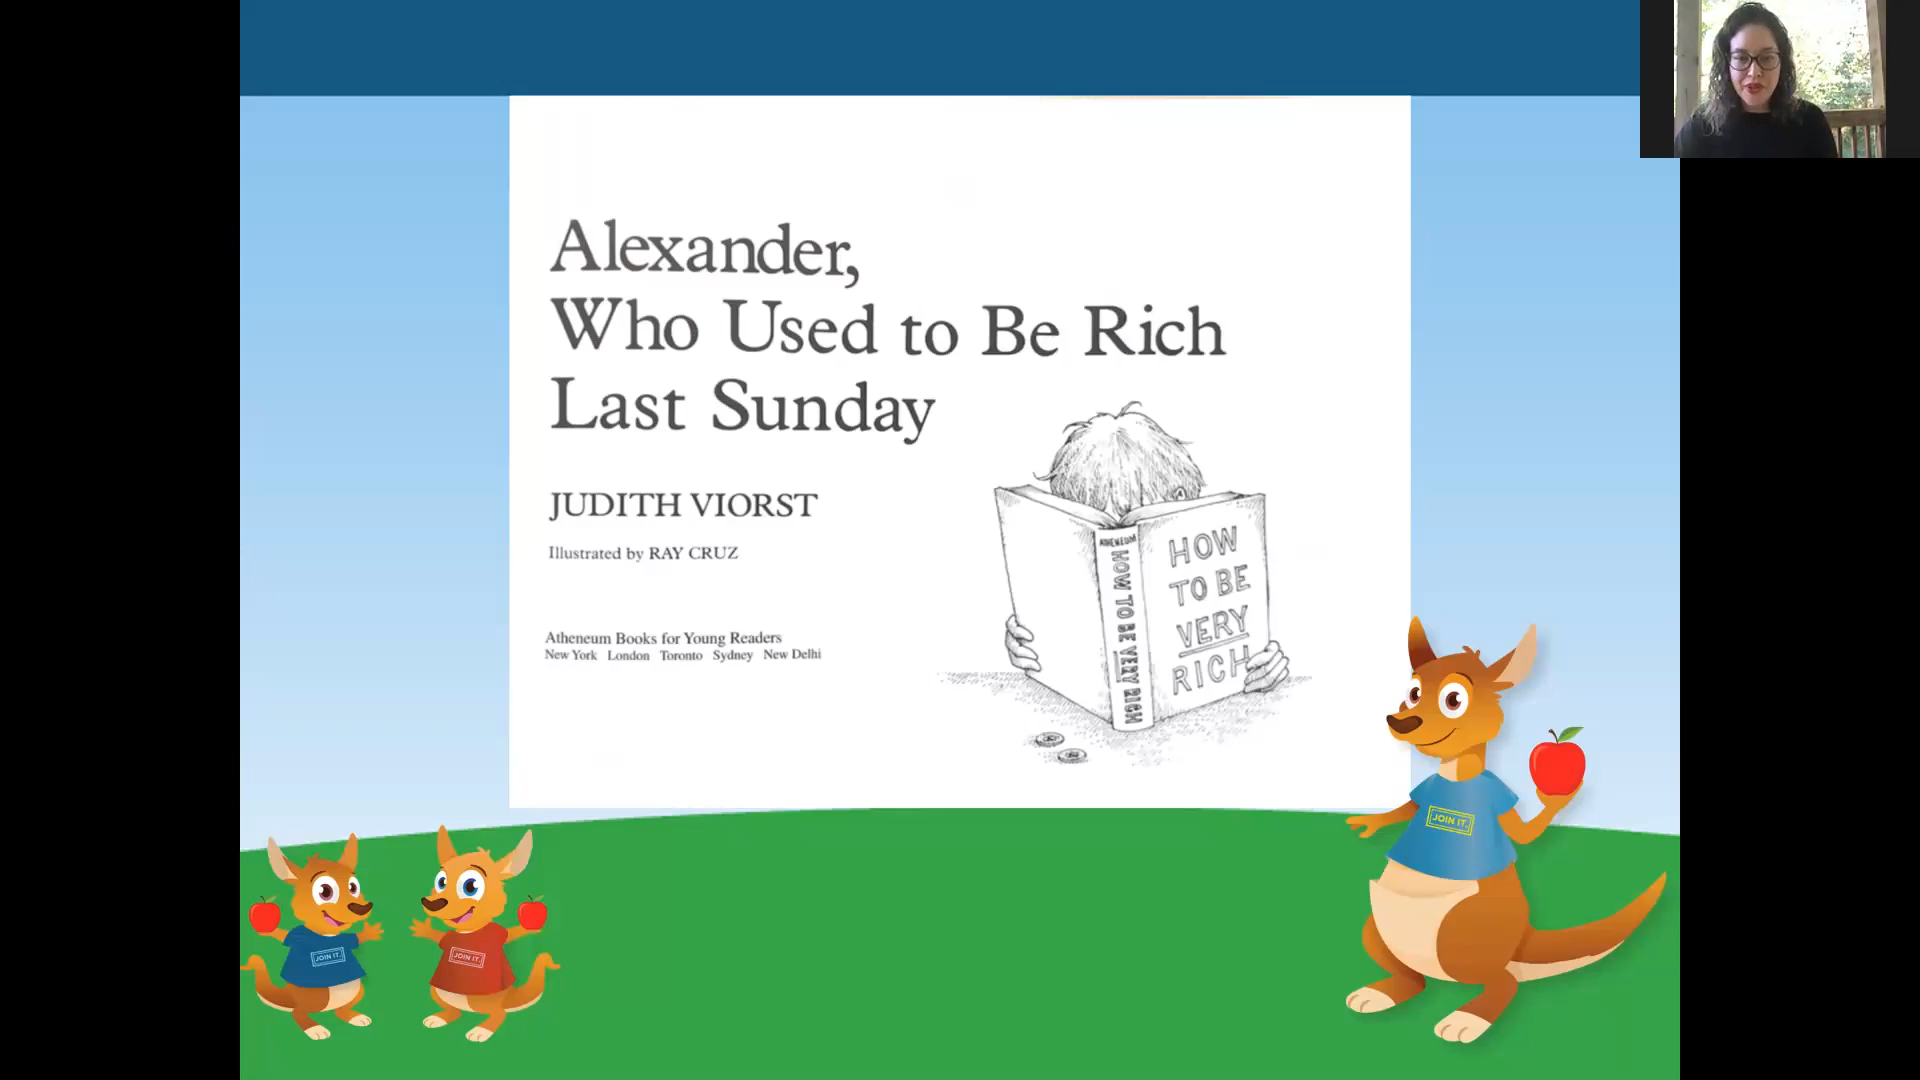 Alexander,
Who Used to Be Rich
Last Sunday
JUDITH VIORST
Illustrated by RAY CRUZ
Atheneum Books for Young Readers
New York London Toronto Sydney New Delhi
ATHENEUM HOW TO BE VERY RICH
HOW
TO BE
VERY
RICH
JOIN IT.
JOIN IT.
JOIN IT.